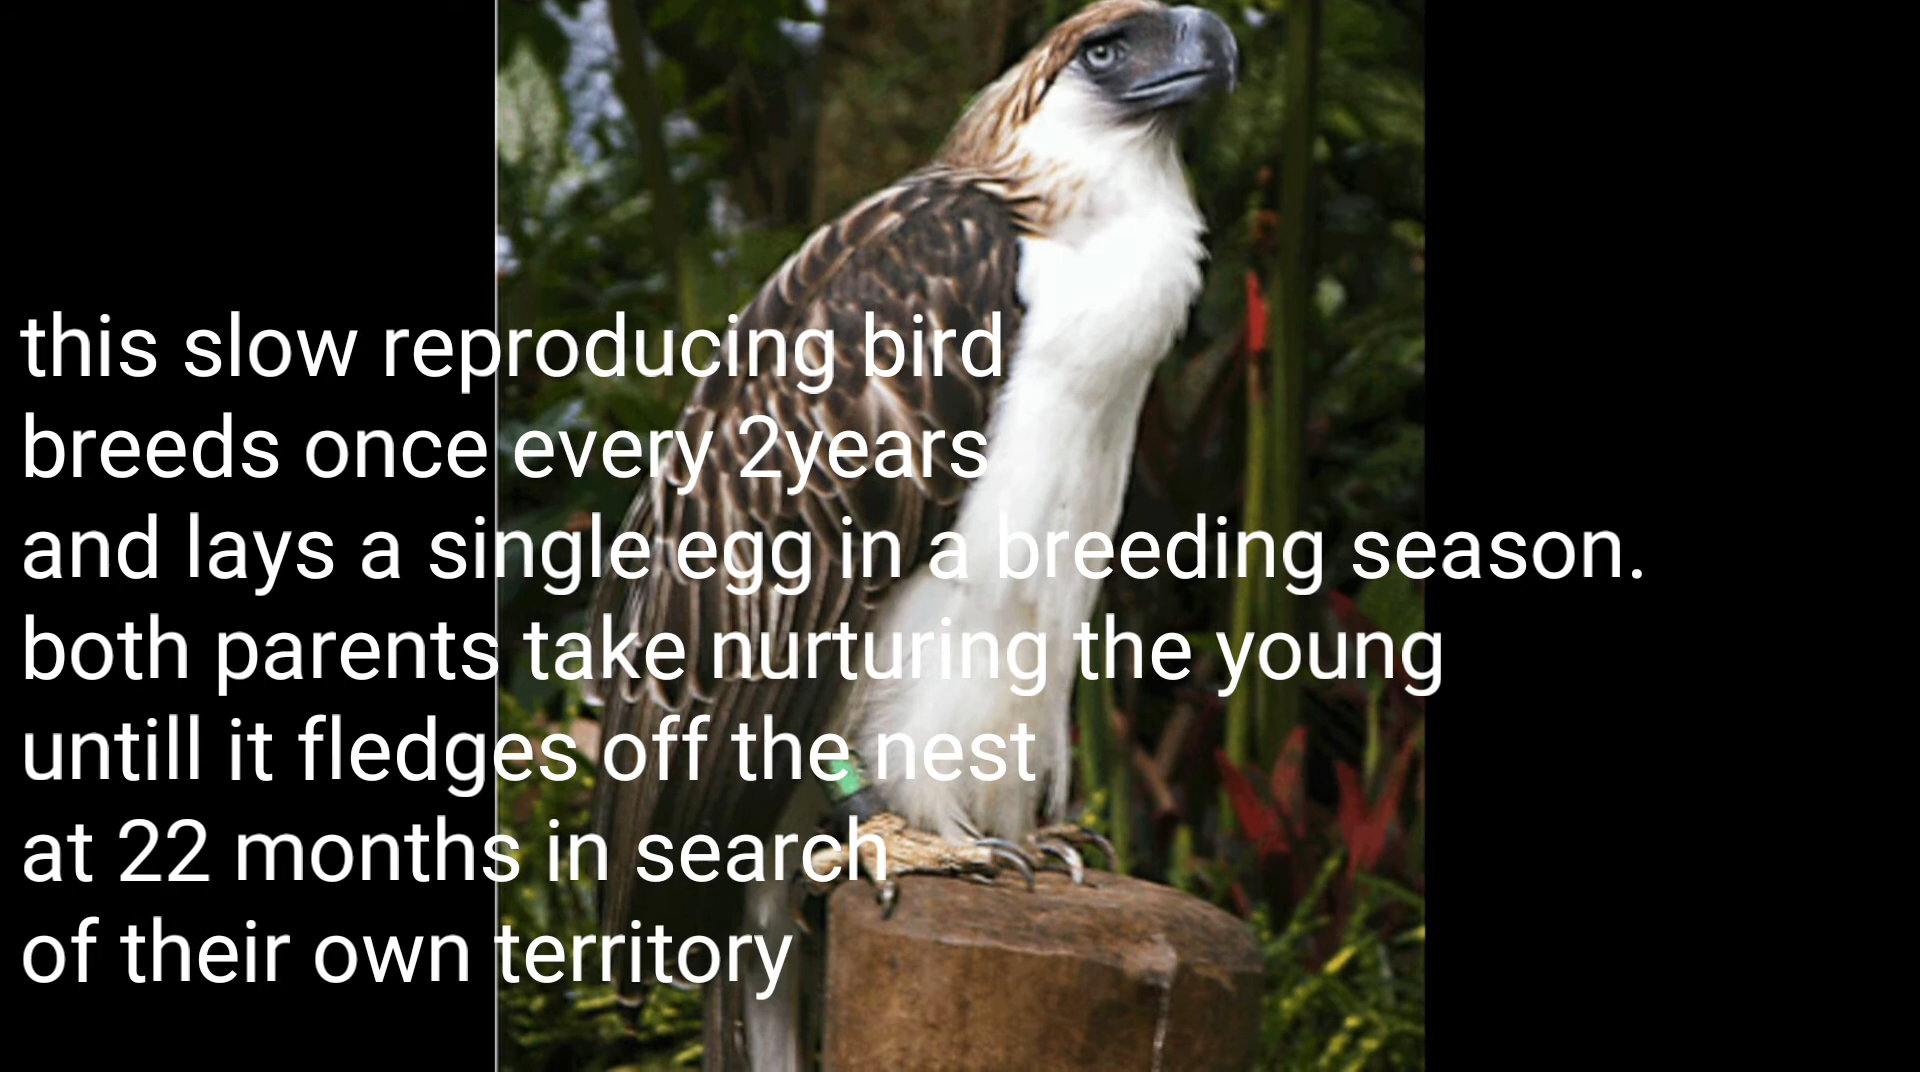 this slow reproducing bird
breeds once every 2years
and lays a single egg in a breeding season.
both parents take nurturing the young
untill it fledges off the nest
at 22 months in search
of their own territory